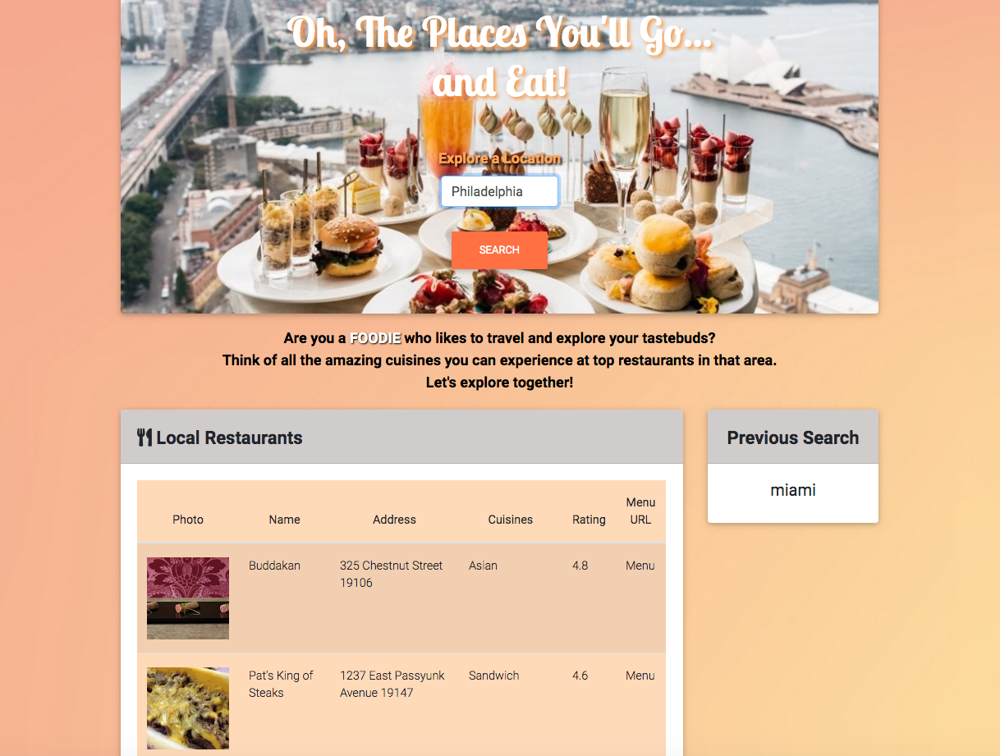 Oh, The Places You'll Go...
and Eat!
Explore a Location
Philadelphia
SEARCH
Are you a FOODIE who likes to travel and explore your tastebuds?
Think of all the amazing cuisines you can experience at top restaurants in that area.
Let's explore together!
Local Restaurants
Previous Search
miami
Photo Name Address Cuisines Rating Menu URL
Buddakan 325 Chestnut Street Asian 4.8 Menu
19106
Pat's King of 1237 East Passyunk Sandwich 4.6 Menu
Steaks Avenue 19147